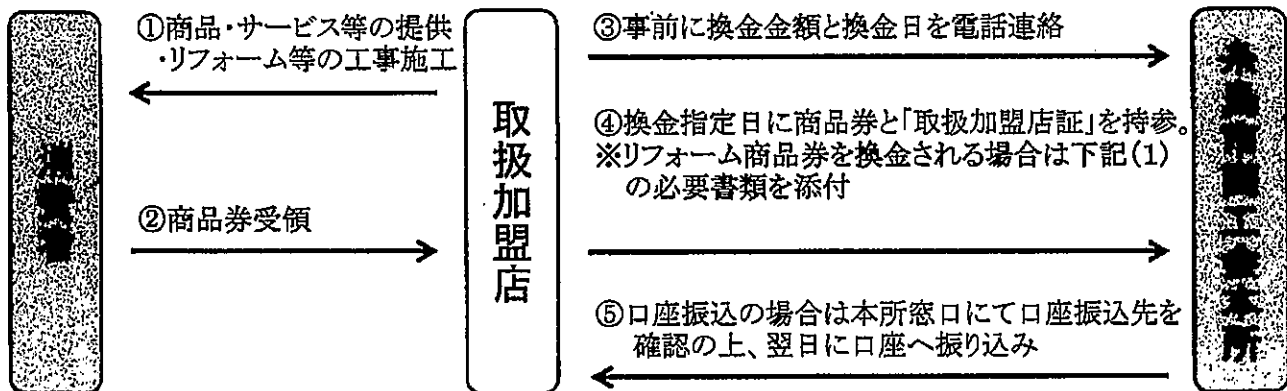 消費者
①商品・サービス等の提供
・リフォーム等の工事施工
②商品券受領
取扱加盟店
③事前に換金金額と換金日を電話連絡
④換金指定日に商品券と「取扱加盟店証」を持参。
※リフォーム商品券を換金される場合は下記(1)
の必要書類を添付
⑤口座振込の場合は本所窓口にて口座振込先を
確認の上、翌日に口座へ振り込み